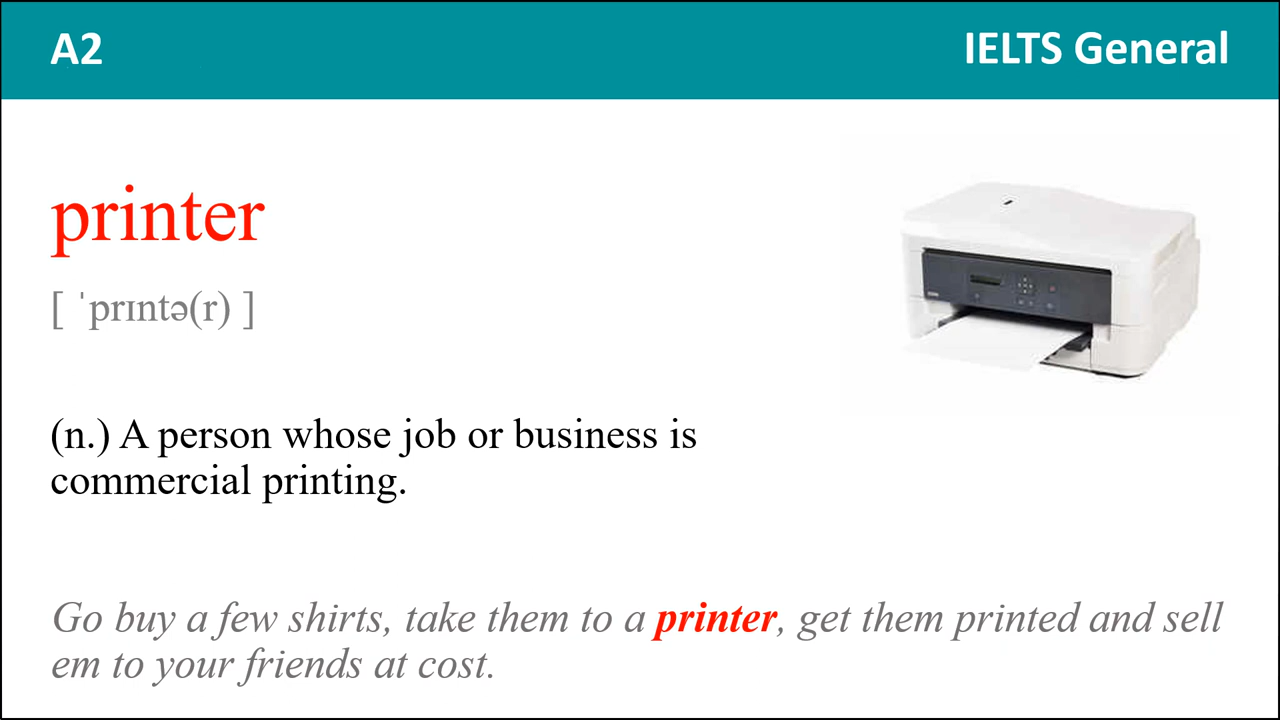 A2
IELTS General
printer
[ ˈprɪntə(r) ]
(n.) A person whose job or business is
commercial printing.
Go buy a few shirts, take them to a printer, get them printed and sell
em to your friends at cost.